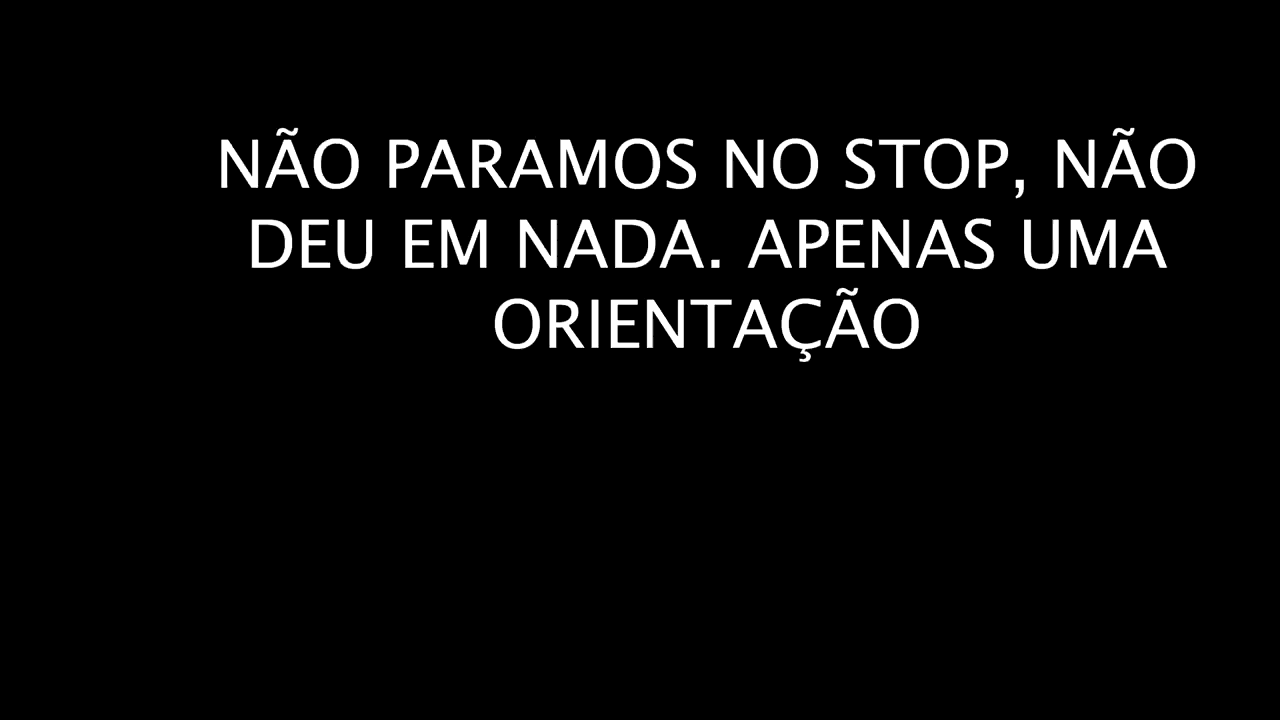 NÃO PARAMOS NO STOP, NÃO
DEU EM NADA. APENAS UMA
ORIENTAÇÃO